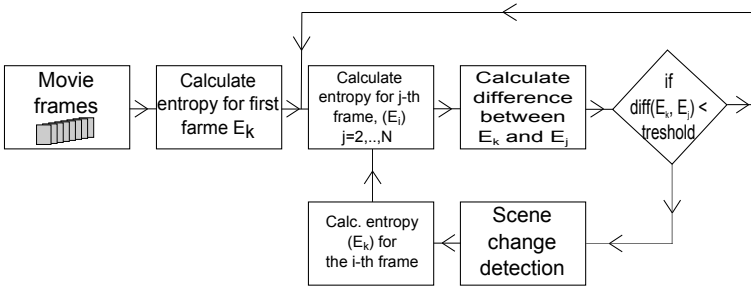 Movie
frames
Calculate
entropy for first
farme Ek
Calculate
entropy for j-th
frame, (Ei)
j=2,..,N
Calculate
difference
between
Ek and Ej
if
diff(Ek, Ej) <
treshold
Calc. entropy
(Ek) for
the i-th frame
Scene
change
detection